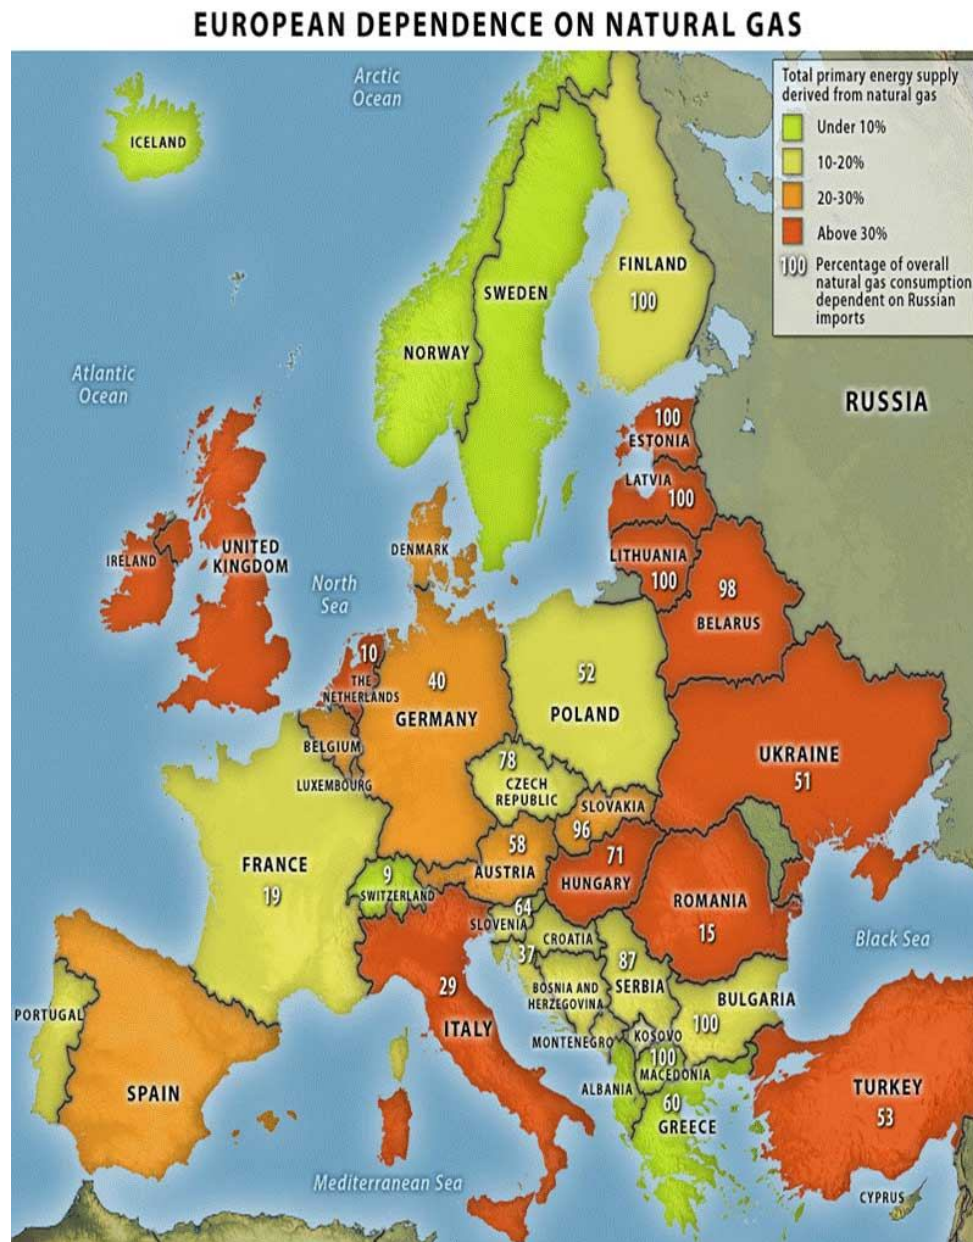 EUROPEAN DEPENDENCE ON NATURAL GAS
Arctic
Ocean
Total primary energy supply
derived from natural gas
Under 10%
10-20%
20-30%
Above 30%
100 Percentage of overall
natural gas consumption
dependent on Russian
imports
ICELAND
FINLAND
100
SWEDEN
NORWAY
Atlantic
Ocean
RUSSIA
100
ESTONIA
LATVIA
100
LITHUANIA
100
98
BELARUS
DENMARK
IRELAND
UNITED
KINGDOM
North
Sea
10
THE
NETHERLANDS
40
GERMANY
52
POLAND
BELGIUM
LUXEMBOURG
78
CZECH
REPUBLIC
UKRAINE
51
SLOVAKIA
96
58
AUSTRIA
71
HUNGARY
FRANCE
19
9
SWITZERLAND
64
SLOVENIA
ROMANIA
15
CROATIA
37
Black Sea
87
SERBIA
BOSNIA AND
HERZEGOVINA
BULGARIA
100
29
ITALY
MONTENEGRO
KOSOVO
100
MACEDONIA
ALBANIA
60
GREECE
PORTUGAL
SPAIN
TURKEY
53
Mediterranean Sea
CYPRUS